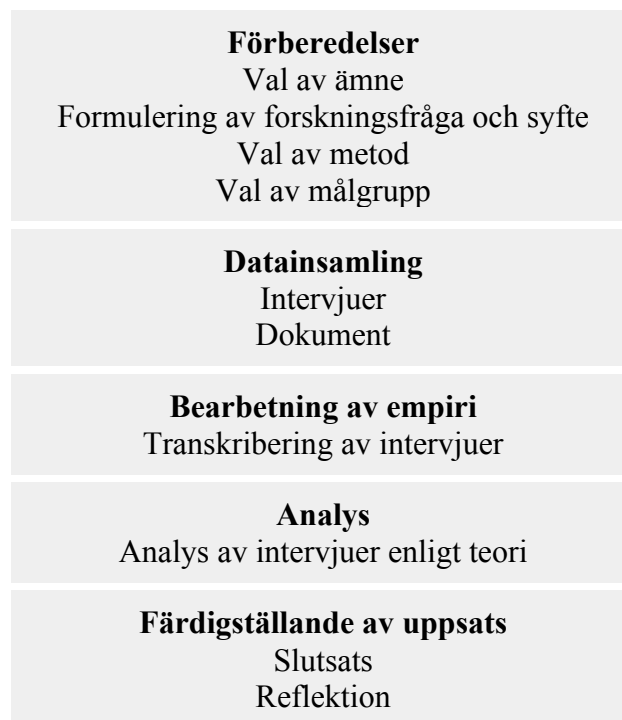 Förberedelser
Val av ämne
Formulering av forskningsfråga och syfte
Val av metod
Val av målgrupp
Datainsamling
Intervjuer
Dokument
Bearbetning av empiri
Transkribering av intervjuer
Analys
Analys av intervjuer enligt teori
Färdigställande av uppsats
Slutsats
Reflektion